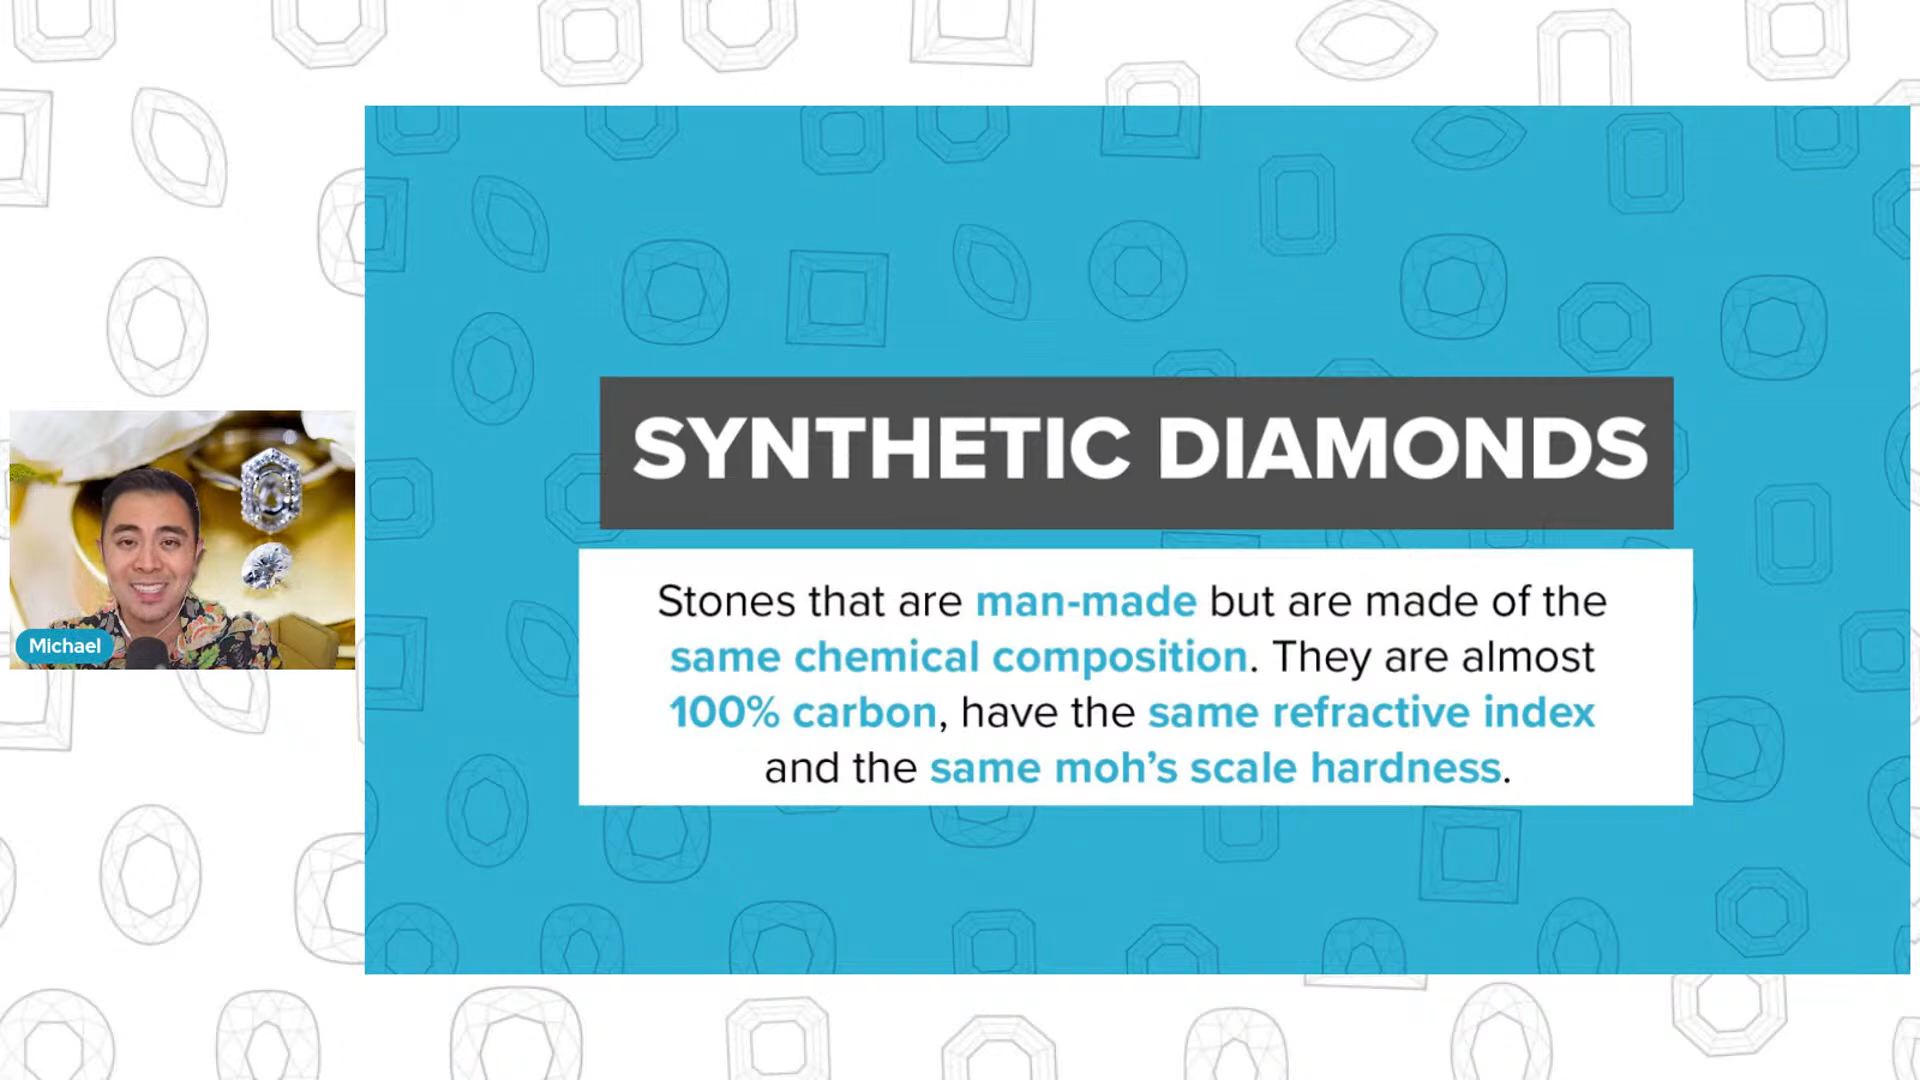 SYNTHETIC DIAMONDS
Stones that are man-made but are made of the
same chemical composition. They are almost
100% carbon, have the same refractive index
and the same moh’s scale hardness.
Michael